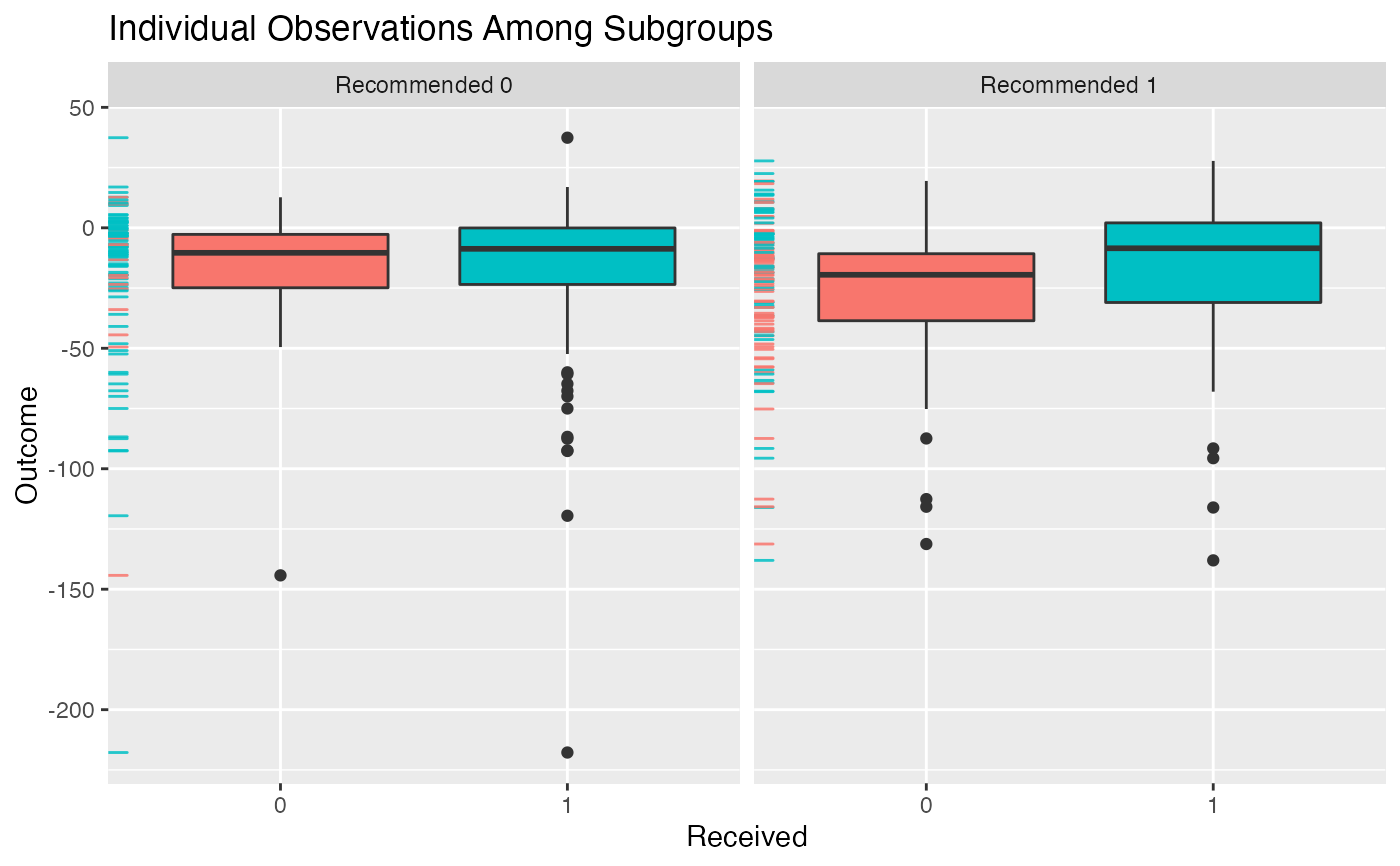 Individual Observations Among Subgroups
Recommended 0
Recommended 1
50
0
-50
-100
-150
-200
Outcome
0
1
0
1
Received